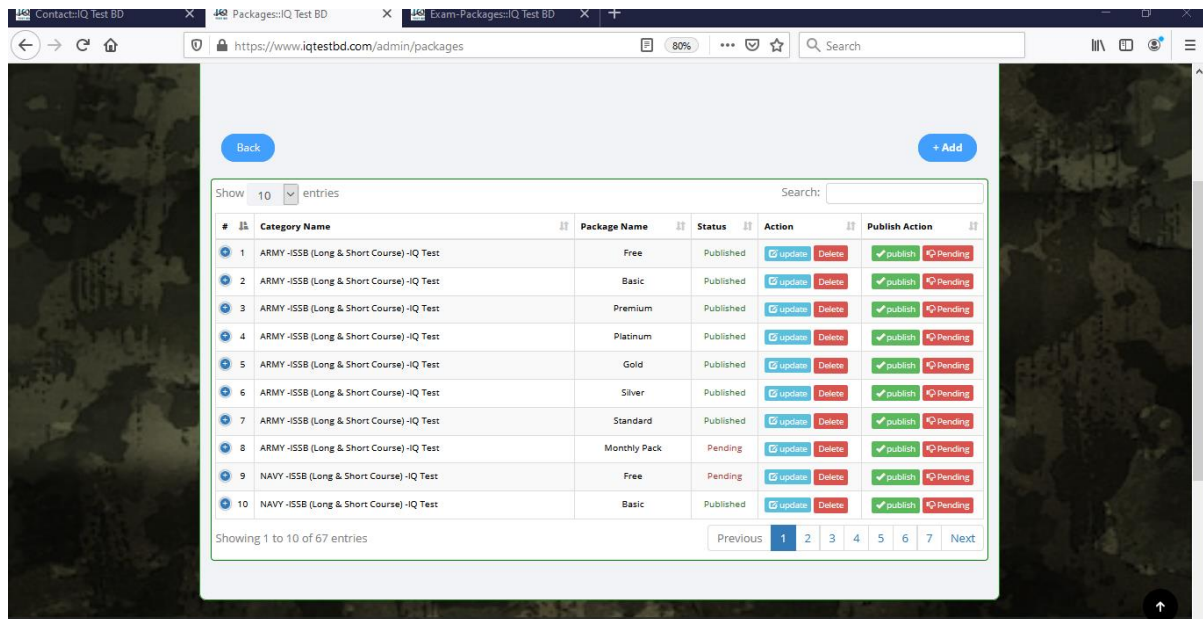 Contact::IQ Test BD Packages::IQ Test BD Exam-Packages::IQ Test BD
https://www.iqtestbd.com/admin/packages 80% Search
Back + Add
Show 10 entries Search:
# Category Name Package Name Status Action Publish Action
1 ARMY -ISSB (Long & Short Course) -IQ Test Free Published update Delete publish Pending
2 ARMY -ISSB (Long & Short Course) -IQ Test Basic Published update Delete publish Pending
3 ARMY -ISSB (Long & Short Course) -IQ Test Premium Published update Delete publish Pending
4 ARMY -ISSB (Long & Short Course) -IQ Test Platinum Published update Delete publish Pending
5 ARMY -ISSB (Long & Short Course) -IQ Test Gold Published update Delete publish Pending
6 ARMY -ISSB (Long & Short Course) -IQ Test Silver Published update Delete publish Pending
7 ARMY -ISSB (Long & Short Course) -IQ Test Standard Published update Delete publish Pending
8 ARMY -ISSB (Long & Short Course) -IQ Test Monthly Pack Pending update Delete publish Pending
9 NAVY -ISSB (Long & Short Course) -IQ Test Free Pending update Delete publish Pending
10 NAVY -ISSB (Long & Short Course) -IQ Test Basic Published update Delete publish Pending
Showing 1 to 10 of 67 entries Previous 1 2 3 4 5 6 7 Next